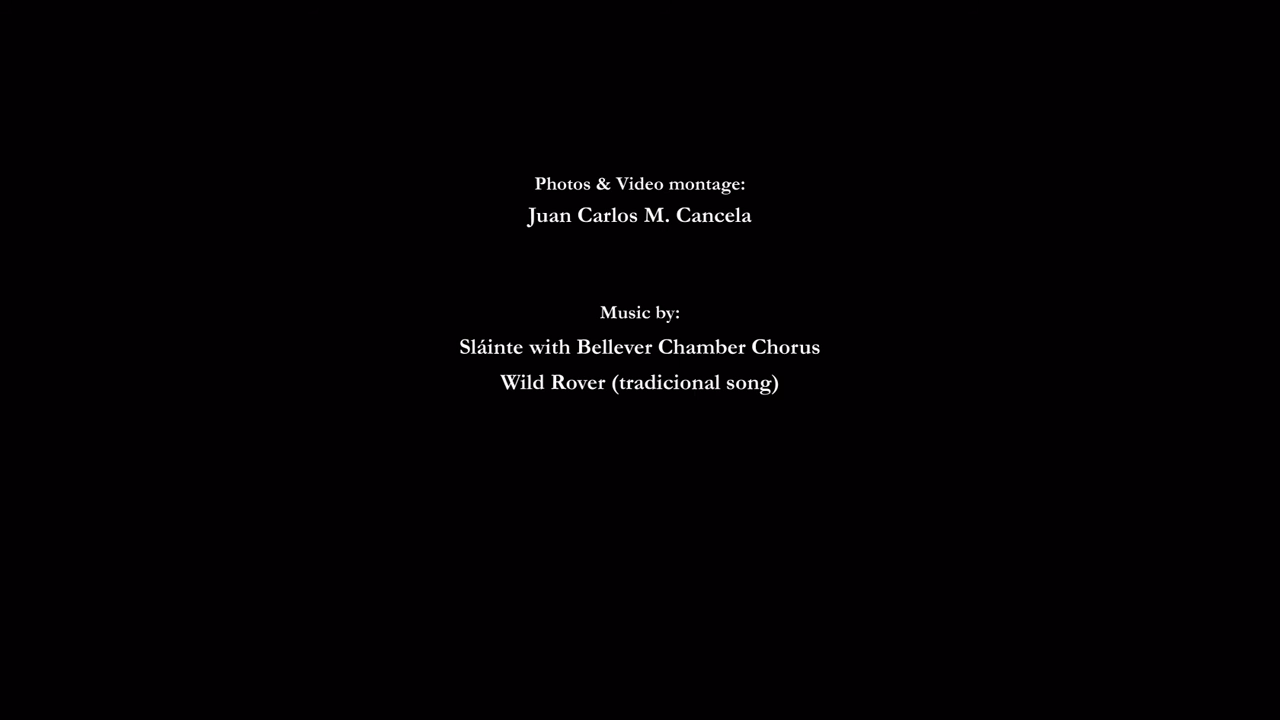 Photos & Video montage:
Juan Carlos M. Cancela
Music by:
Sláinte with Bellever Chamber Chorus
Wild Rover (tradicional song)